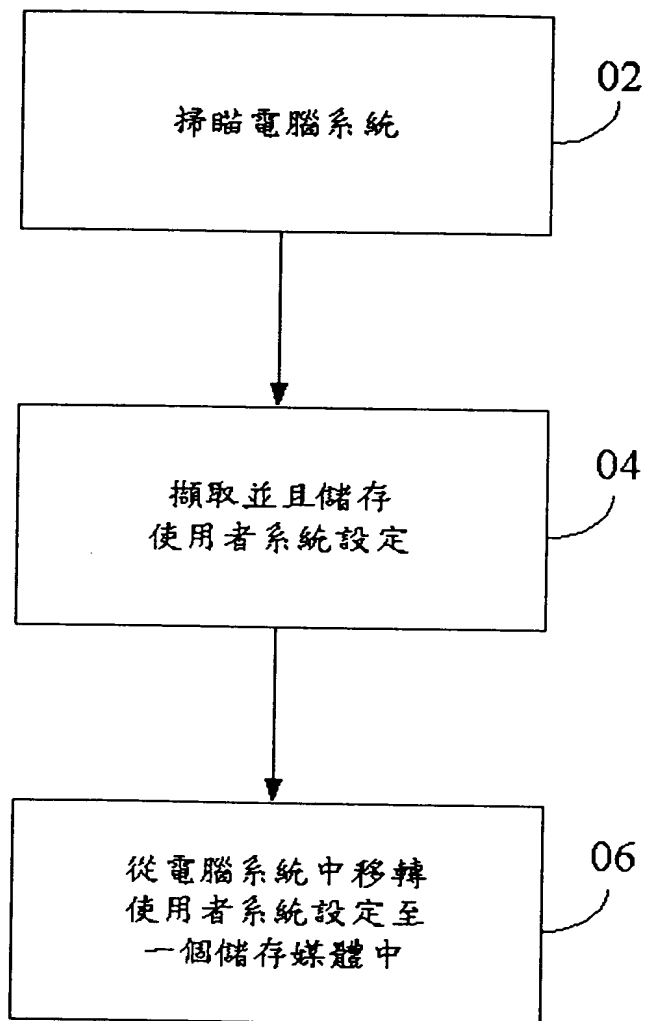 掃瞄電腦系統
02
擷取並且儲存
使用者系統設定
04
從電腦系統中移轉
使用者系統設定至
一個儲存媒體中
06